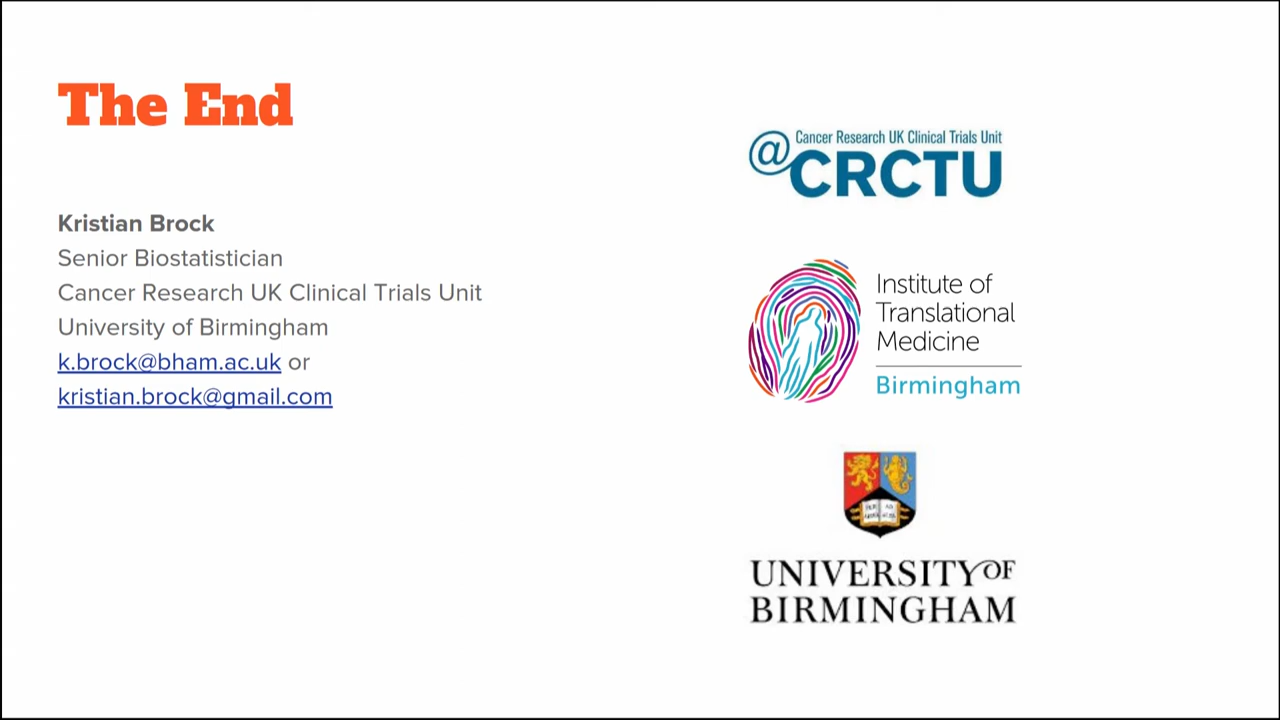 The End
Kristian Brock
Senior Biostatistician
Cancer Research UK Clinical Trials Unit
University of Birmingham
k.brock@bham.ac.uk or
kristian.brock@gmail.com
Cancer Research UK Clinical Trials Unit
@CRCTU
Institute of
Translational
Medicine
Birmingham
UNIVERSITY OF
BIRMINGHAM